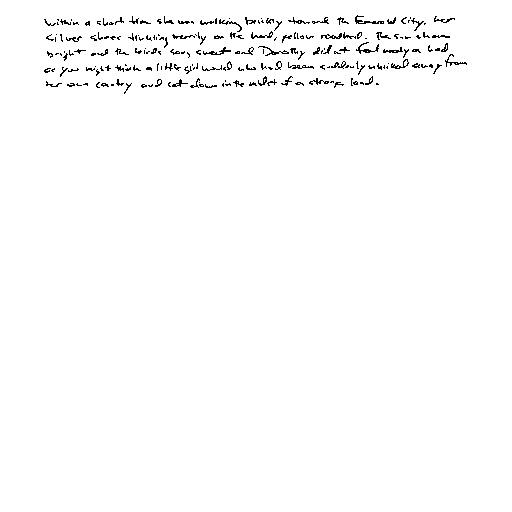 Within a short time she was walking briskly toward the Emerald City, her
silver shoes tinkling merrily on the hard, yellow roadbed. The sun shone
bright and the birds sang sweet and Dorothy did not feel nearly as bad
as you might think a little girl would who had been suddenly whisked away from
her own country and set down in the midst of a strange land.